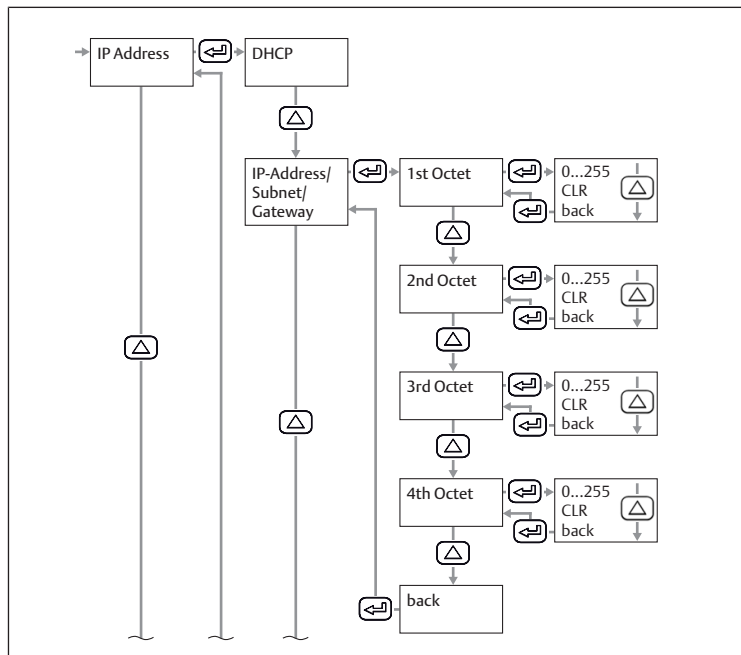 IP Address
DHCP
IP-Address/
Subnet/
Gateway
1st Octet
0...255
CLR
back
2nd Octet
0...255
CLR
back
3rd Octet
0...255
CLR
back
4th Octet
0...255
CLR
back
back